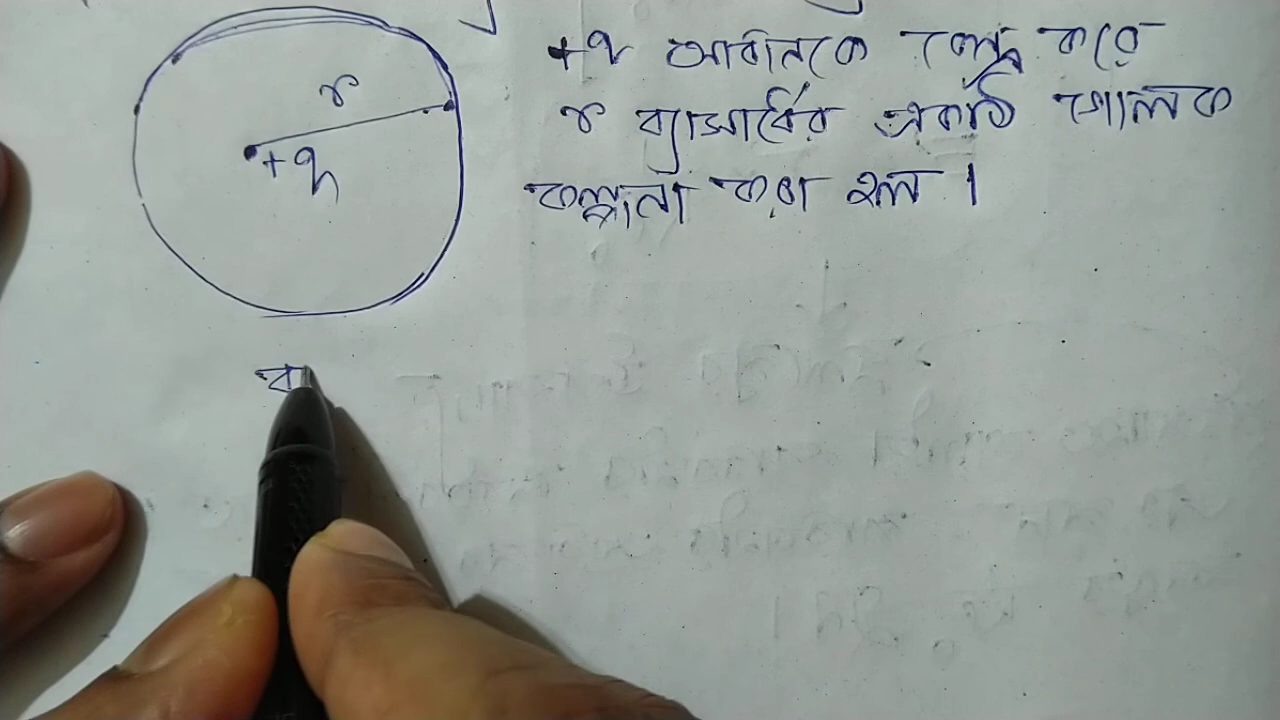 +q আধানকে কেন্দ্র করে
r ব্যাসার্ধের একটি গোলক
কল্পনা করা হল।
r
+q